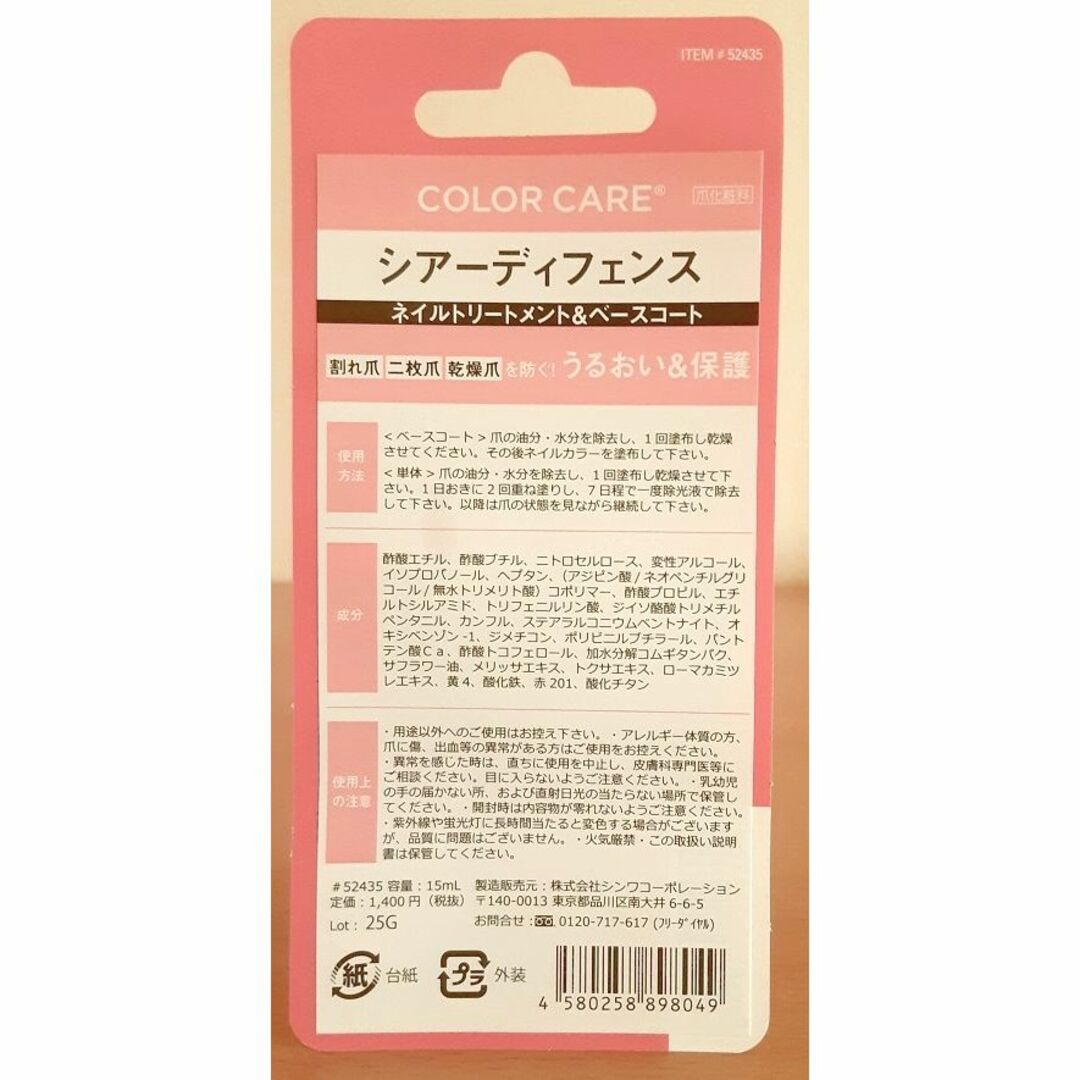 ITEM # 52435
COLOR CARE® 爪化粧料
シアーディフェンス
ネイルトリートメント&ベースコート
割れ爪 二枚爪 乾燥爪 を防ぐ! うるおい&保護
使用方法
< ベースコート > 爪の油分・水分を除去し、1回塗布し乾燥
させてください。その後ネイルカラーを塗布して下さい。
< 単体 > 爪の油分・水分を除去し、1回塗布し乾燥させて下
さい。1日おきに2回重ね塗りし、7日程で一度除光液で除去
して下さい。以降は爪の状態を見ながら継続して下さい。
成分
酢酸エチル、酢酸ブチル、ニトロセルロース、変性アルコール、
イソプロパノール、ヘプタン、(アジピン酸/ネオペンチルグリ
コール/無水トリメリト酸)コポリマー、酢酸プロピル、エチ
ルトシルアミド、トリフェニルリン酸、ジイソ酪酸トリメチル
ペンタニル、カンフル、ステアラルコニウムベントナイト、オ
キシベンゾン-1、ジメチコン、ポリビニルブチラール、パント
テン酸Ca、酢酸トコフェロール、加水分解コムギタンパク、
サフラワー油、メリッサエキス、トクサエキス、ローマカミツ
レエキス、黄4、酸化鉄、赤201、酸化チタン
使用上の注意
・用途以外へのご使用はお控え下さい。・アレルギー体質の方、
爪に傷、出血等の異常がある方はご使用をお控えください。
・異常を感じた時は、直ちに使用を中止し、皮膚科専門医等に
ご相談ください。目に入らないようご注意ください。・乳幼児
の手の届かない所、および直射日光の当たらない場所で保管し
てください。・開封時は内容物が零れないようご注意ください。
・紫外線や蛍光灯に長時間当たると変色する場合がございます
が、品質に問題はございません。・火気厳禁・この取扱い説明
書は保管してください。
#52435 容量：15mL 製造販売元：株式会社シンワコーポレーション
定価：1,400円（税抜） 〒140-0013 東京都品川区南大井6-6-5
Lot：25G お問合せ：0120-717-617 (ﾌﾘｰﾀﾞｲﾔﾙ)
紙 台紙 プラ 外装
4 580258 898049